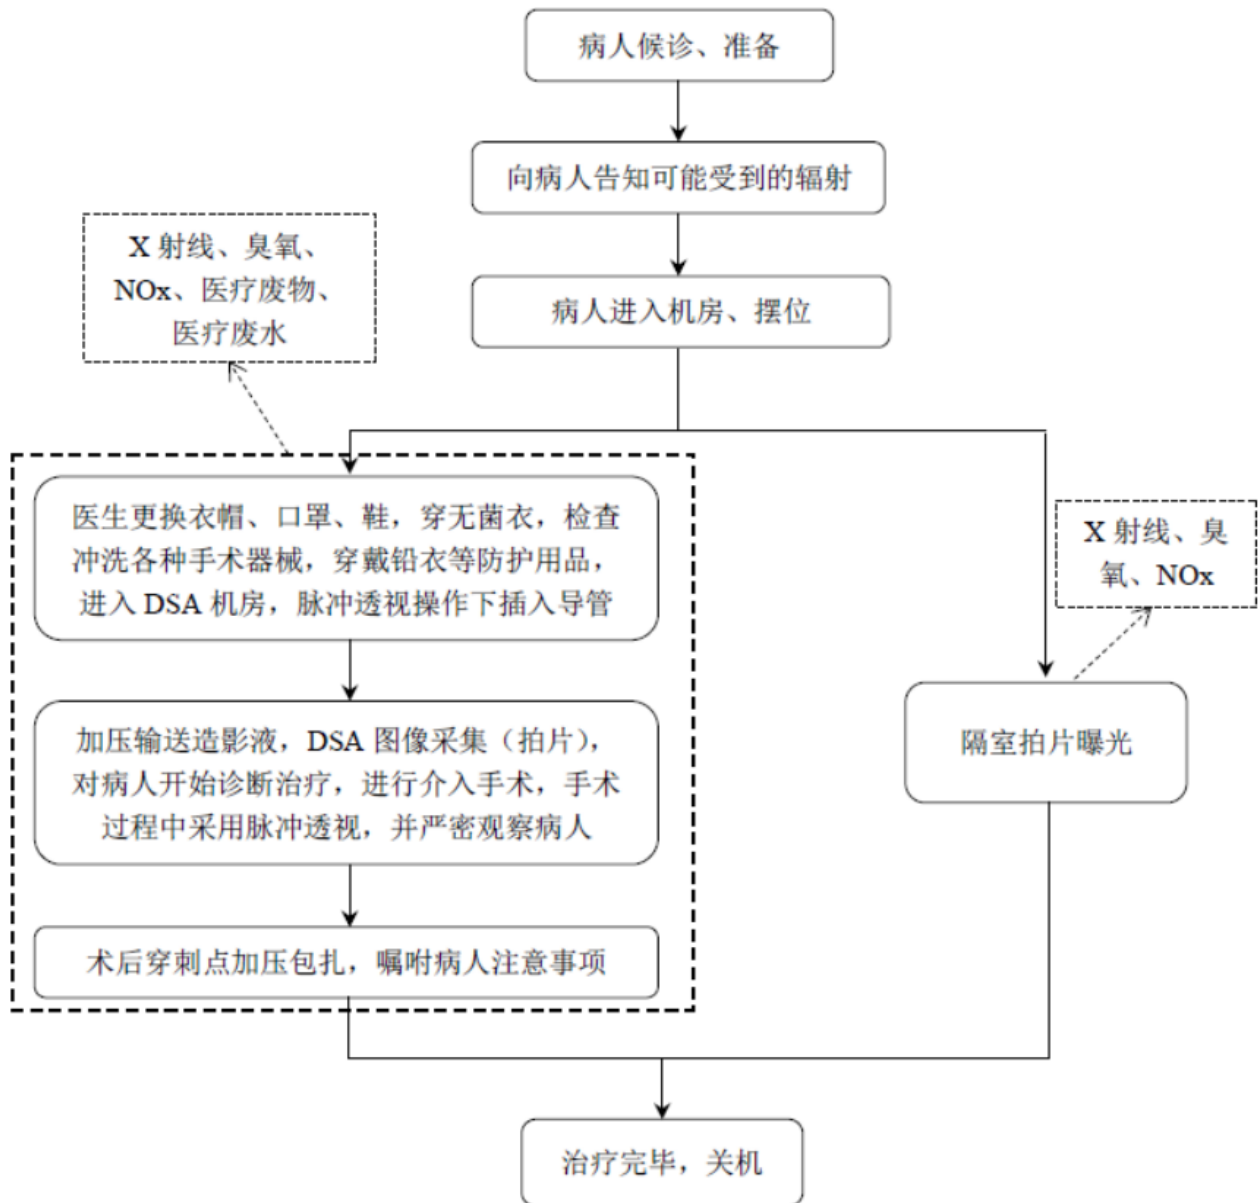 病人候诊、准备
向病人告知可能受到的辐射
X 射线、臭氧、
NOx、医疗废物、
医疗废水
病人进入机房、摆位
医生更换衣帽、口罩、鞋，穿无菌衣，检查
冲洗各种手术器械，穿戴铅衣等防护用品，
进入 DSA 机房，脉冲透视操作下插入导管
X 射线、臭
氧、NOx
加压输送造影液，DSA 图像采集（拍片），
对病人开始诊断治疗，进行介入手术，手术
过程中采用脉冲透视，并严密观察病人
隔室拍片曝光
术后穿刺点加压包扎，嘱咐病人注意事项
治疗完毕，关机